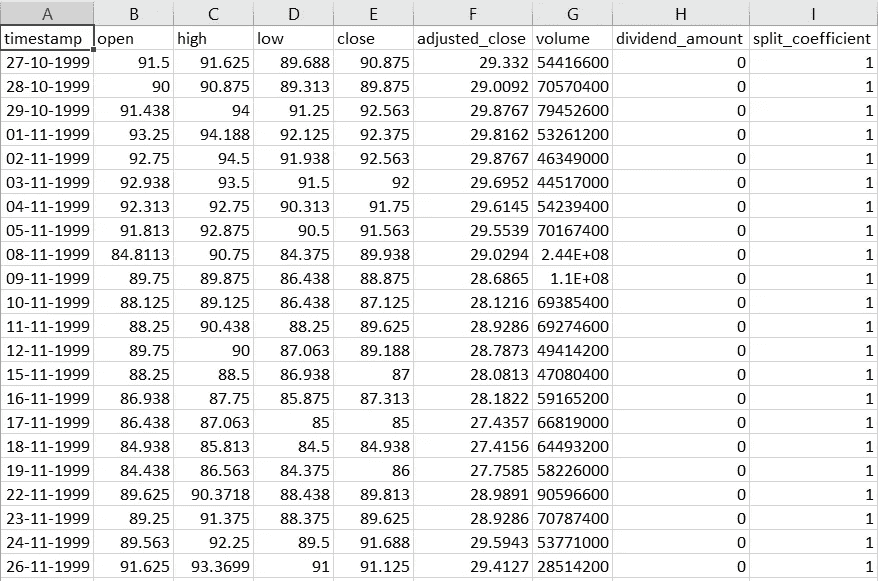 A B C D E F G H I
timestamp open high low close adjusted_close volume dividend_amount split_coefficient
27-10-1999 91.5 91.625 89.688 90.875 29.332 54416600 0 1
28-10-1999 90 90.875 89.313 89.875 29.0092 70570400 0 1
29-10-1999 91.438 94 91.25 92.563 29.8767 79452600 0 1
01-11-1999 93.25 94.188 92.125 92.375 29.8162 53261200 0 1
02-11-1999 92.75 94.5 91.938 92.563 29.8767 46349000 0 1
03-11-1999 92.938 93.5 91.5 92 29.6952 44517000 0 1
04-11-1999 92.313 92.75 90.313 91.75 29.6145 54239400 0 1
05-11-1999 91.813 92.875 90.5 91.563 29.5539 70167400 0 1
08-11-1999 84.8113 90.75 84.375 89.938 29.0294 2.44E+08 0 1
09-11-1999 89.75 89.875 86.438 88.875 28.6865 1.1E+08 0 1
10-11-1999 88.125 89.125 86.438 87.125 28.1216 69385400 0 1
11-11-1999 88.25 90.438 88.25 89.625 28.9286 69274600 0 1
12-11-1999 89.75 90 87.063 89.188 28.7873 49414200 0 1
15-11-1999 88.25 88.5 86.938 87 28.0813 47080400 0 1
16-11-1999 86.938 87.75 85.875 87.313 28.1822 59165200 0 1
17-11-1999 86.438 87.063 85 85 27.4357 66819000 0 1
18-11-1999 84.938 85.813 84.5 84.938 27.4156 64493200 0 1
19-11-1999 84.438 86.563 84.375 86 27.7585 58226000 0 1
22-11-1999 89.625 90.3718 88.438 89.813 28.9891 90596600 0 1
23-11-1999 89.25 91.375 88.375 89.625 28.9286 70787400 0 1
24-11-1999 89.563 92.25 89.5 91.688 29.5943 53771000 0 1
26-11-1999 91.625 93.3699 91 91.125 29.4127 28514200 0 1